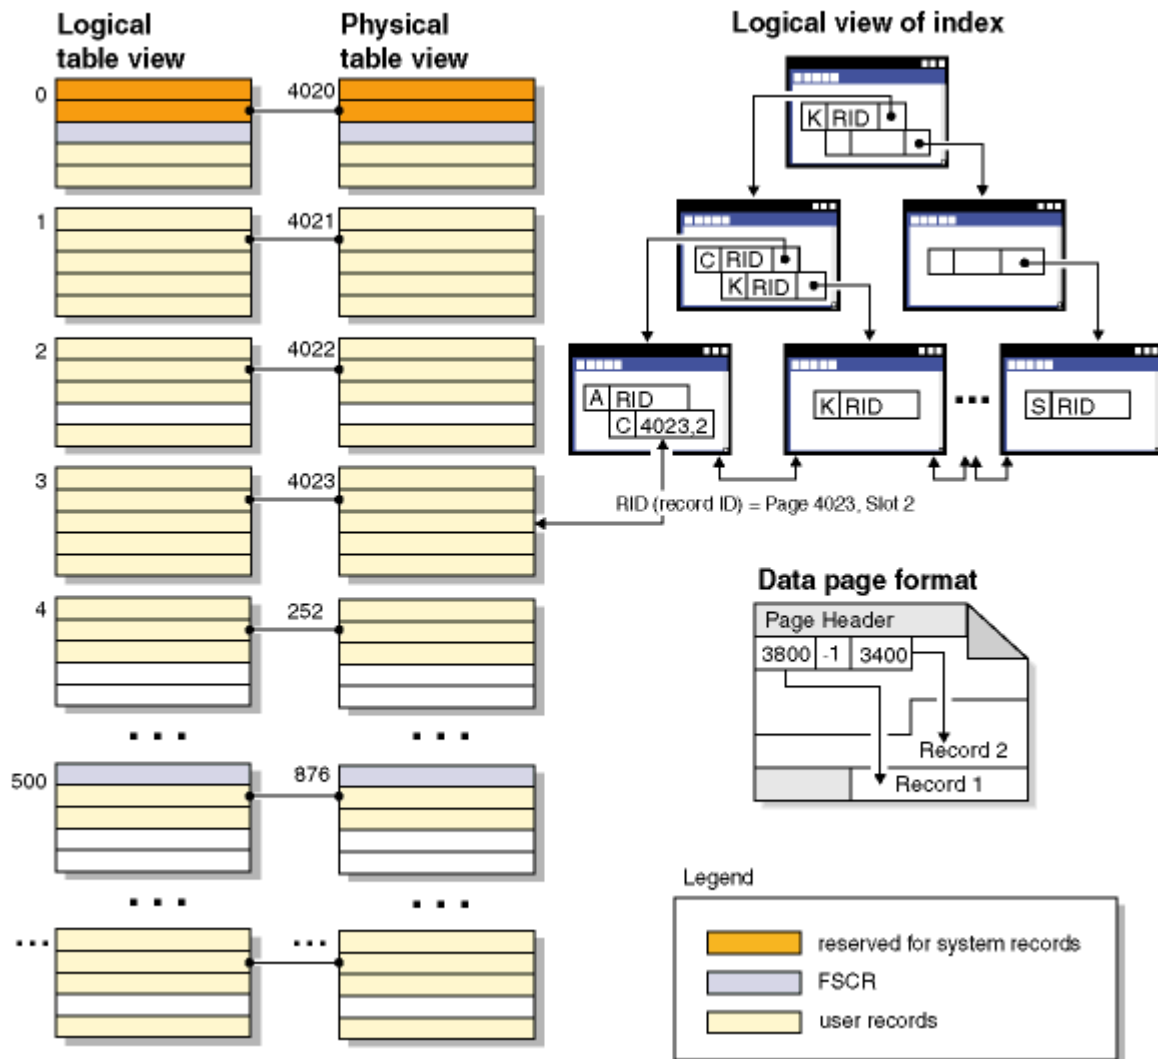 Logical table view
Physical table view
0
4020
1
4021
2
4022
3
4023
4
252
500
876
...
...
Logical view of index
K RID
C RID
K RID
A RID
C 4023,2
K RID
S RID
RID (record ID) = Page 4023, Slot 2
Data page format
Page Header
3800 -1 3400
Record 2
Record 1
Legend
reserved for system records
FSCR
user records